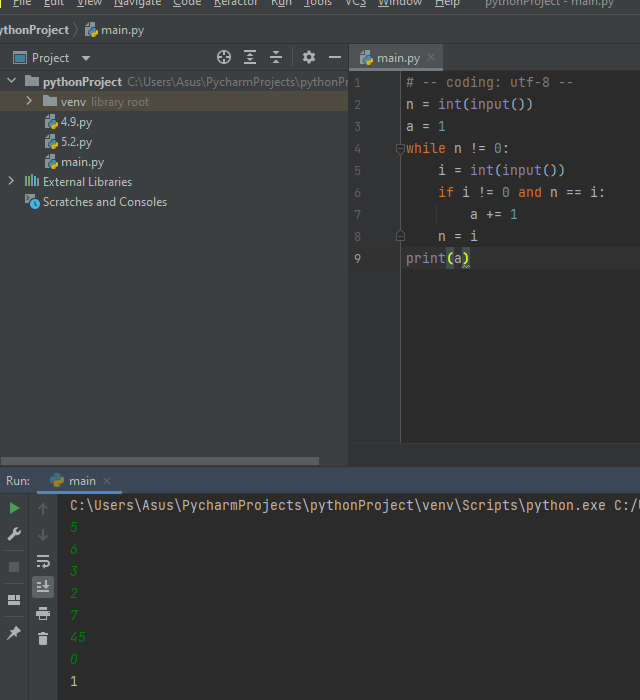 File Edit View Navigate Code Refactor Run Tools VCS Window Help pythonProject - main.py
ythonProject main.py
Project
main.py
pythonProject C:\Users\Asus\PycharmProjects\pythonPr
venv library root
4.9.py
5.2.py
main.py
External Libraries
Scratches and Consoles
1 # -- coding: utf-8 --
2 n = int(input())
3 a = 1
4 while n != 0:
5 i = int(input())
6 if i != 0 and n == i:
7 a += 1
8 n = i
9 print(a)
Run: main
C:\Users\Asus\PycharmProjects\pythonProject\venv\Scripts\python.exe C:/
5
6
3
2
7
45
0
1